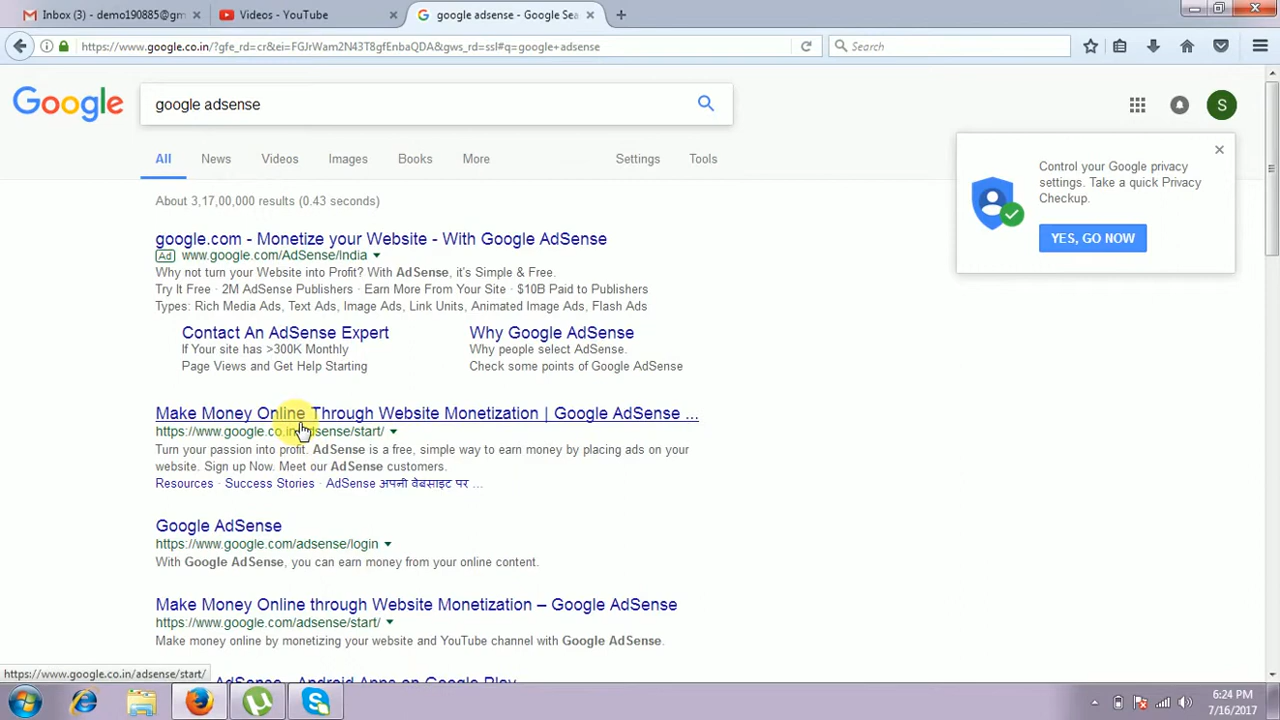 Inbox (3) - demo190885@gm
Videos - YouTube
google adsense - Google Sea
https://www.google.co.in/?gfe_rd=cr&ei=FGJrWam2N43T8gfEnbaQDA&gws_rd=ssl#q=google+adsense
Search
Google
google adsense
S
All
News
Videos
Images
Books
More
Settings
Tools
Control your Google privacy
settings. Take a quick Privacy
Checkup.
YES, GO NOW
About 3,17,00,000 results (0.43 seconds)
google.com - Monetize your Website - With Google AdSense
Ad www.google.com/AdSense/India
Why not turn your Website into Profit? With AdSense, it's Simple & Free.
Try It Free · 2M AdSense Publishers · Earn More From Your Site · $10B Paid to Publishers
Types: Rich Media Ads, Text Ads, Image Ads, Link Units, Animated Image Ads, Flash Ads
Contact An AdSense Expert
If Your site has >300K Monthly
Page Views and Get Help Starting
Why Google AdSense
Why people select AdSense.
Check some points of Google AdSense
Make Money Online Through Website Monetization | Google AdSense ...
https://www.google.co.in/adsense/start/
Turn your passion into profit. AdSense is a free, simple way to earn money by placing ads on your
website. Sign up Now. Meet our AdSense customers.
Resources · Success Stories · AdSense अपनी वेबसाइट पर ...
Google AdSense
https://www.google.com/adsense/login
With Google AdSense, you can earn money from your online content.
Make Money Online through Website Monetization – Google AdSense
https://www.google.com/adsense/start/
Make money online by monetizing your website and YouTube channel with Google AdSense.
AdSense - Android Apps on Google Play
https://www.google.co.in/adsense/start/
6:24 PM
7/16/2017